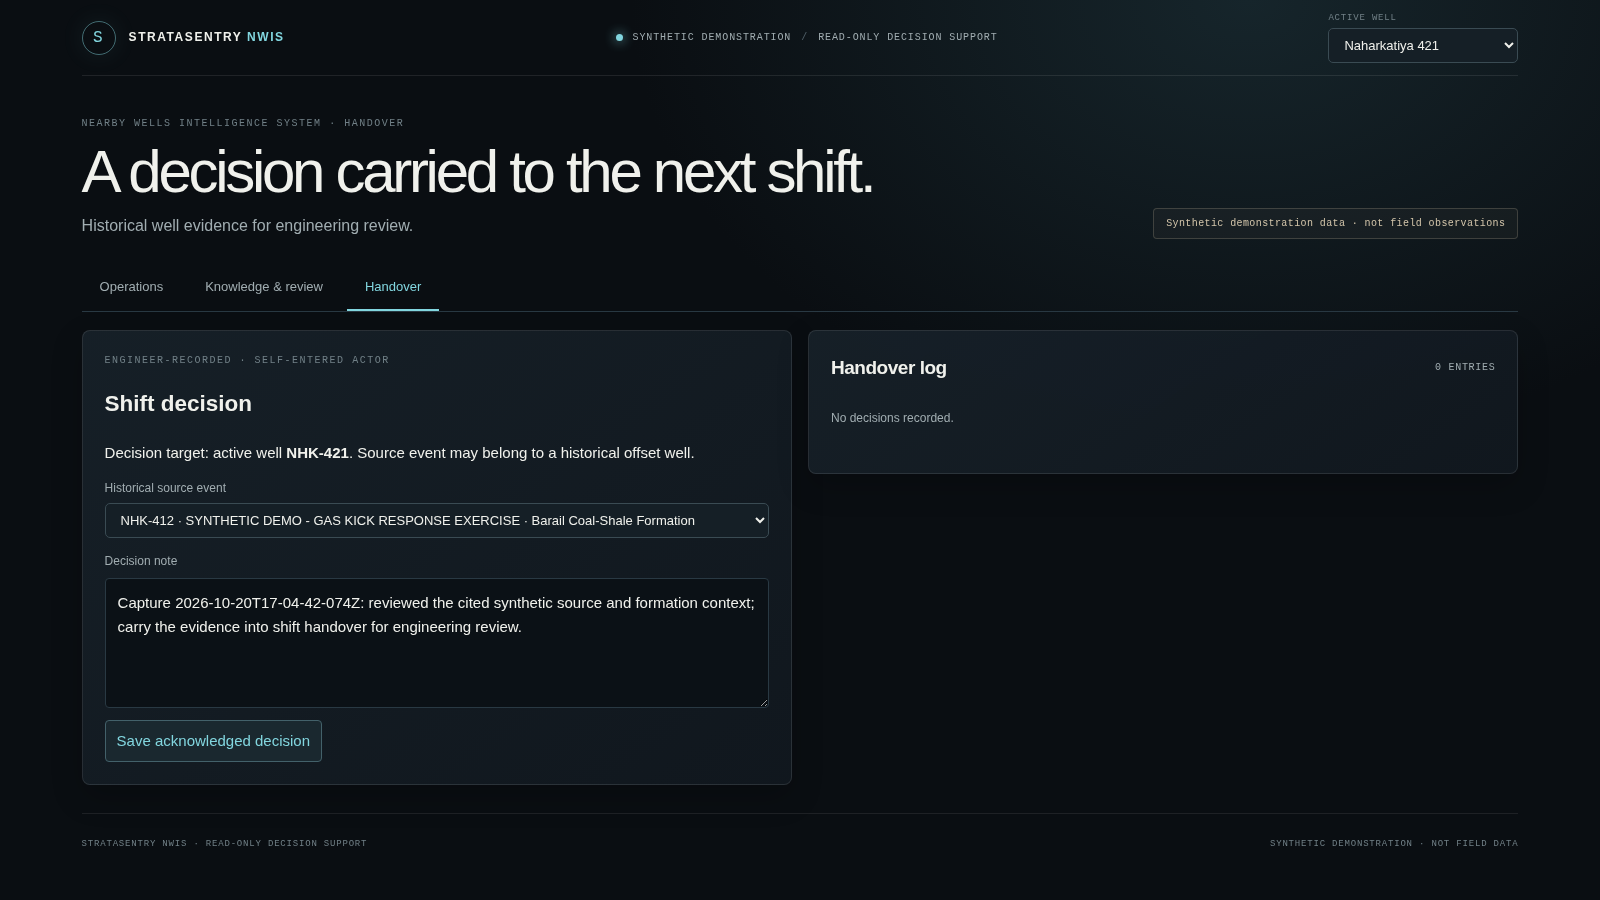 S
STRATASENTRY NWIS
SYNTHETIC DEMONSTRATION / READ-ONLY DECISION SUPPORT
ACTIVE WELL
Naharkatiya 421
NEARBY WELLS INTELLIGENCE SYSTEM · HANDOVER
A decision carried to the next shift.
Historical well evidence for engineering review.
Synthetic demonstration data · not field observations
Operations
Knowledge & review
Handover
ENGINEER-RECORDED · SELF-ENTERED ACTOR
Shift decision
Decision target: active well NHK-421. Source event may belong to a historical offset well.
Historical source event
NHK-412 · SYNTHETIC DEMO - GAS KICK RESPONSE EXERCISE · Barail Coal-Shale Formation
Decision note
Capture 2026-10-20T17-04-42-074Z: reviewed the cited synthetic source and formation context;
carry the evidence into shift handover for engineering review.
Save acknowledged decision
Handover log
0 ENTRIES
No decisions recorded.
STRATASENTRY NWIS · READ-ONLY DECISION SUPPORT
SYNTHETIC DEMONSTRATION · NOT FIELD DATA